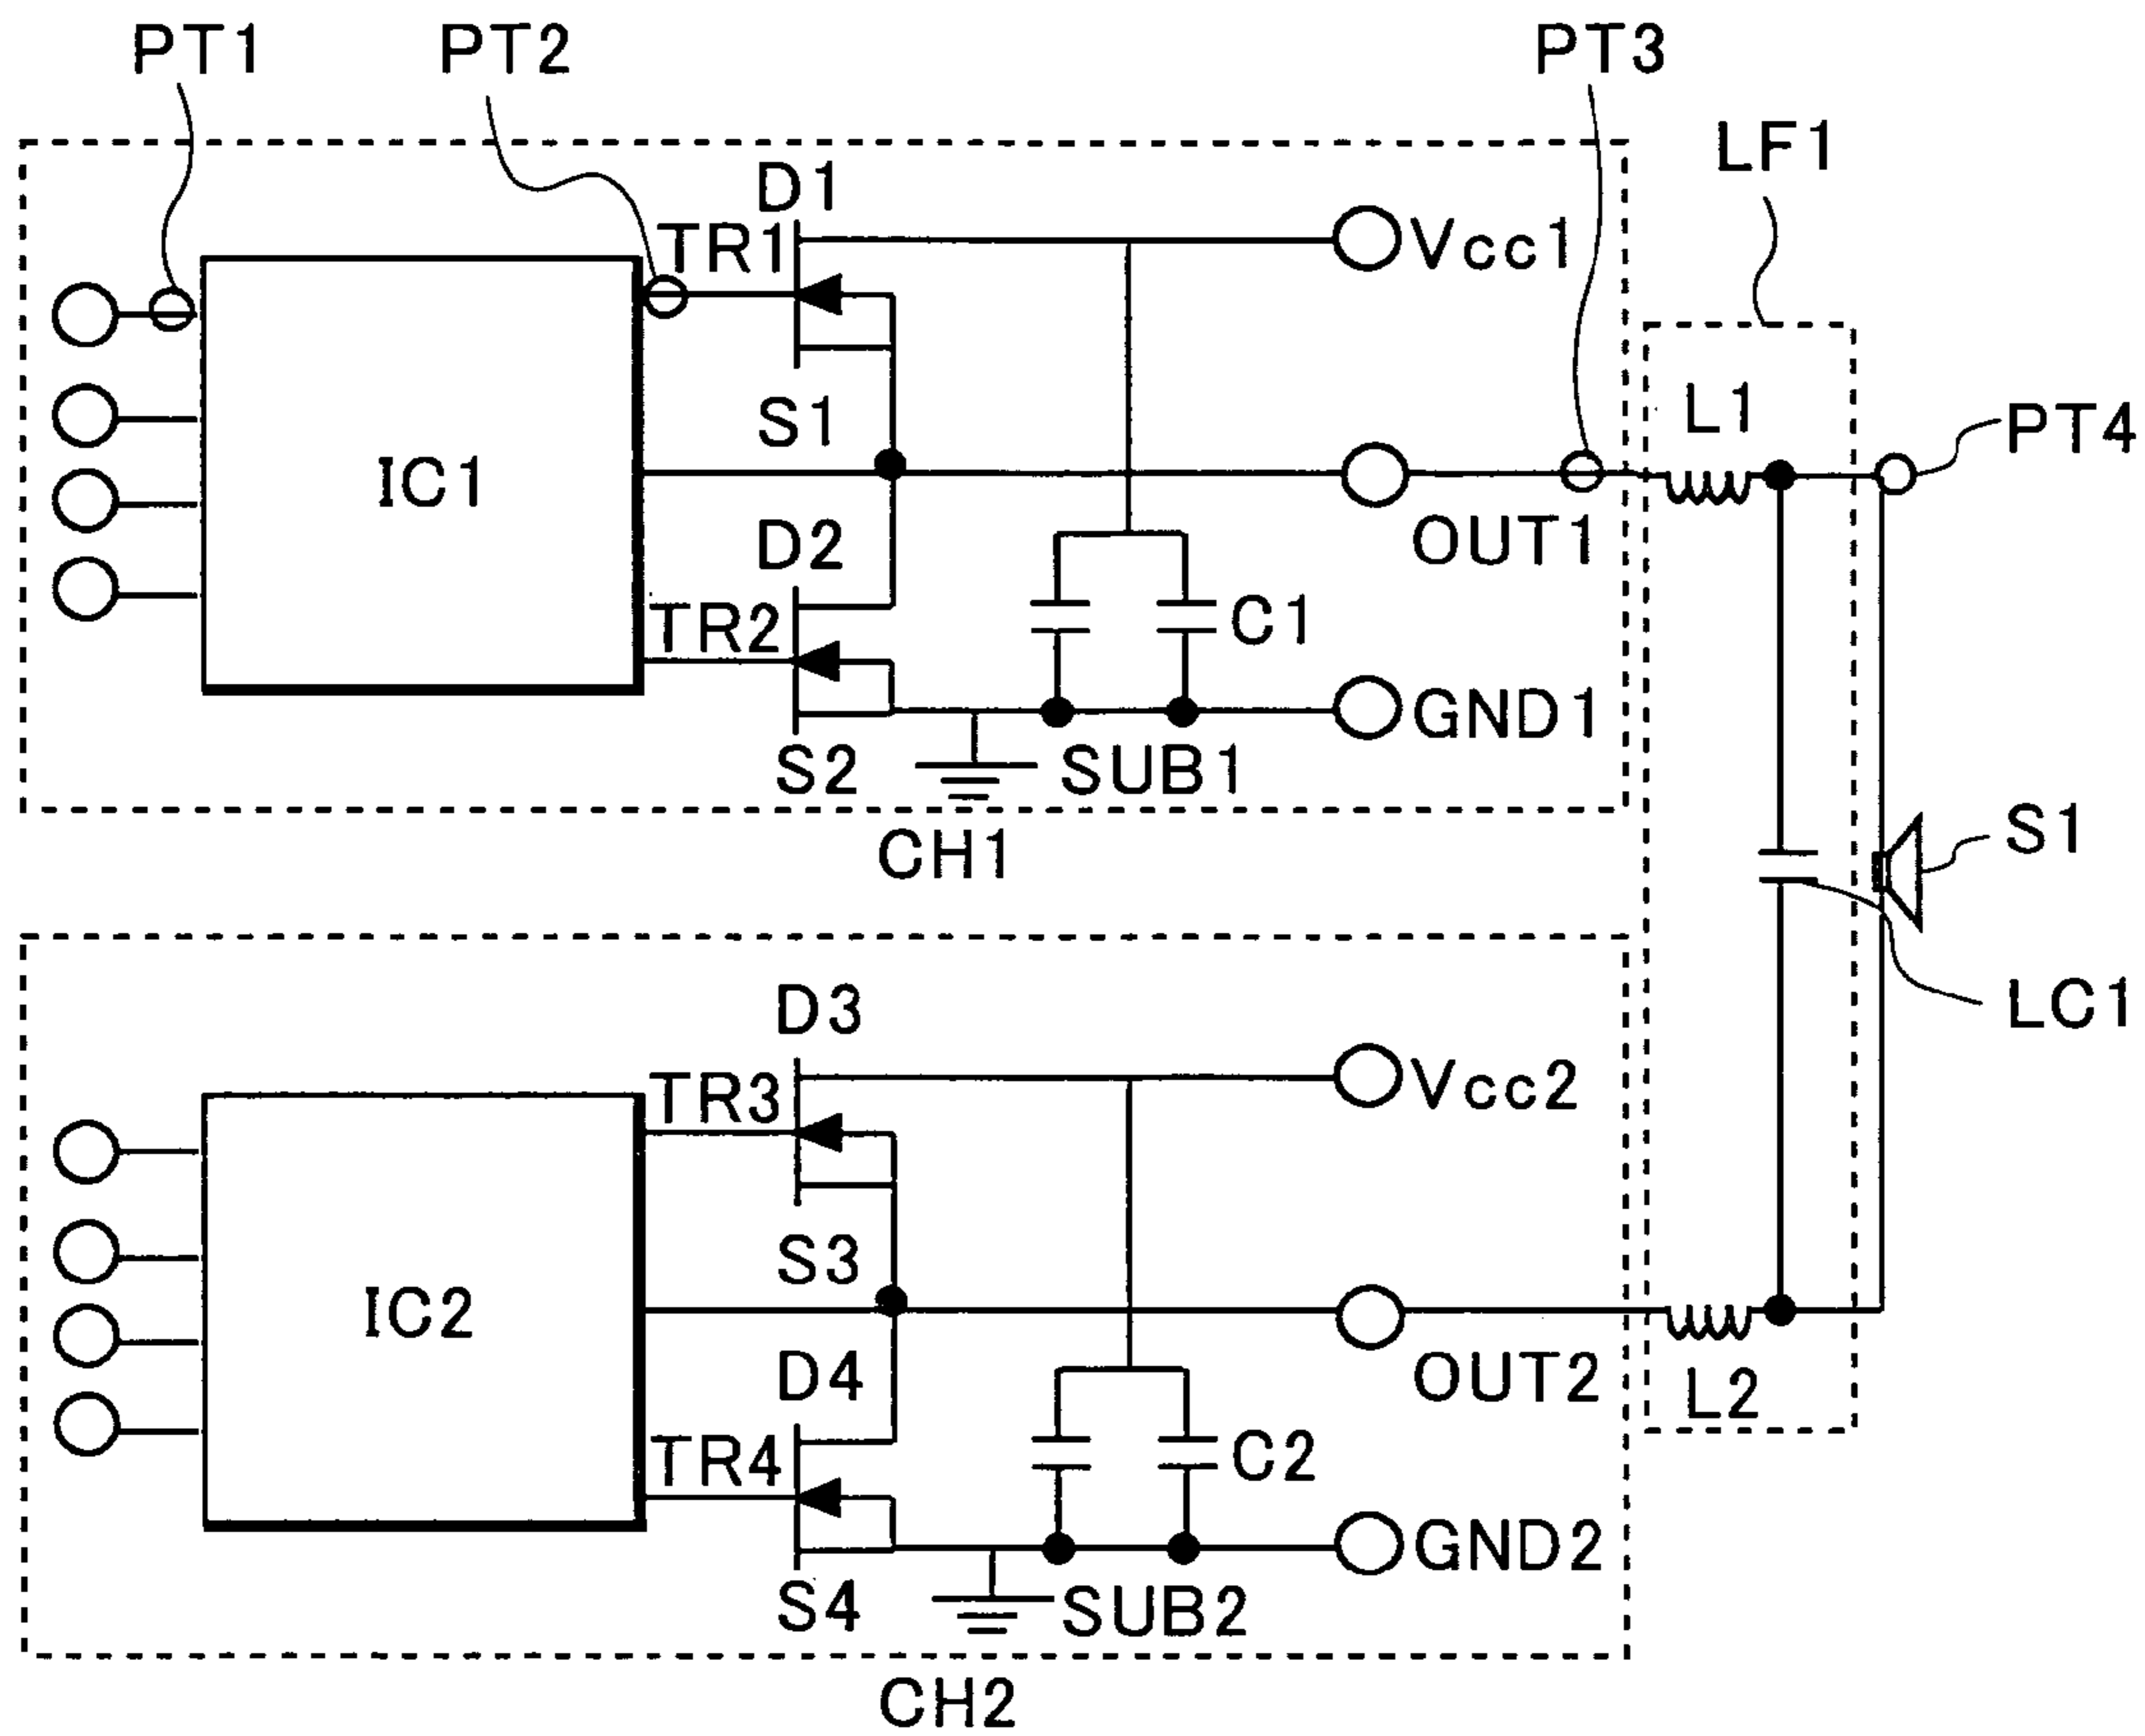 PT1
PT2
PT3
LF1
D1
TR1
Vcc1
L1
PT4
S1
IC1
D2
OUT1
TR2
C1
GND1
S2
SUB1
CH1
S1
LC1
D3
TR3
Vcc2
S3
IC2
D4
OUT2
L2
TR4
C2
GND2
S4
SUB2
CH2